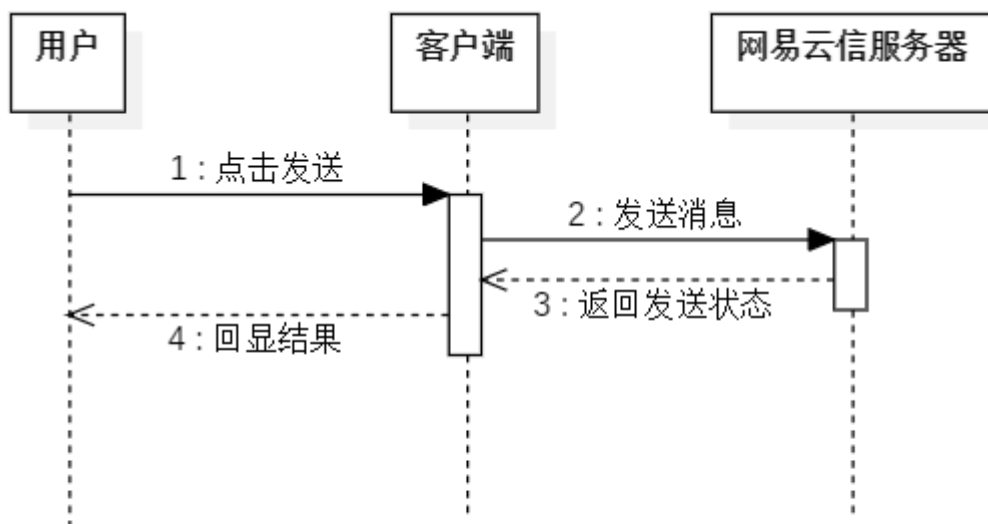 用户
客户端
网易云信服务器
1 : 点击发送
2 : 发送消息
3 : 返回发送状态
4 : 回显结果